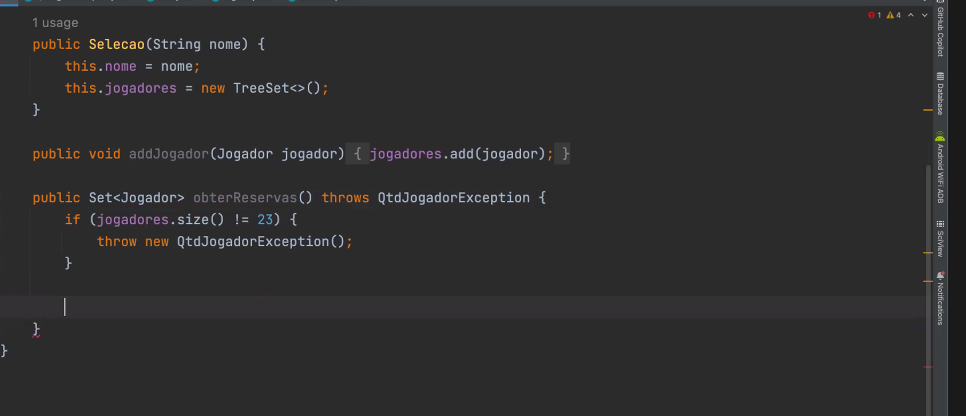 1 usage
public Selecao(String nome) {
this.nome = nome;
this.jogadores = new TreeSet<>();
}
public void addJogador(Jogador jogador) { jogadores.add(jogador); }
public Set<Jogador> obterReservas() throws QtdJogadorException {
if (jogadores.size() != 23) {
throw new QtdJogadorException();
}
}
}
1 4
GitHub Copilot
Database
Android WiFi ADB
SciView
Notifications